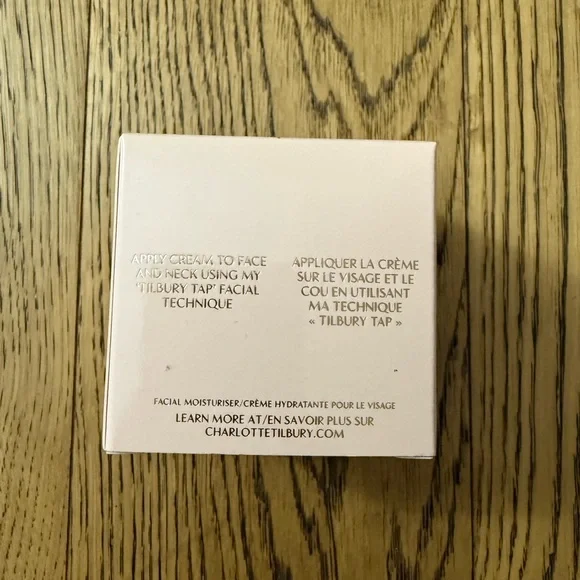 APPLY CREAM TO FACE
AND NECK USING MY
'TILBURY TAP' FACIAL
TECHNIQUE
APPLIQUER LA CRÈME
SUR LE VISAGE ET LE
COU EN UTILISANT
MA TECHNIQUE
« TILBURY TAP »
FACIAL MOISTURISER/CRÈME HYDRATANTE POUR LE VISAGE
LEARN MORE AT/EN SAVOIR PLUS SUR
CHARLOTTETILBURY.COM